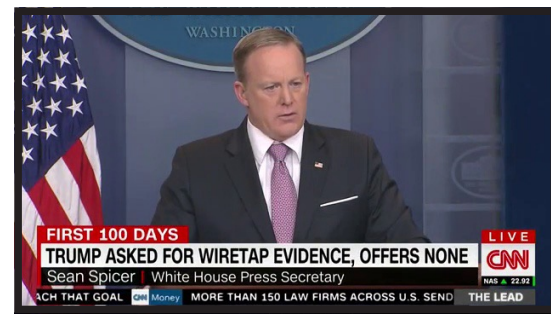 WASHINGTON
FIRST 100 DAYS
LIVE
TRUMP ASKED FOR WIRETAP EVIDENCE, OFFERS NONE
CNN
Sean Spicer | White House Press Secretary
NAS ▲ 22.92
ACH THAT GOAL CNN Money MORE THAN 150 LAW FIRMS ACROSS U.S. SEND THE LEAD